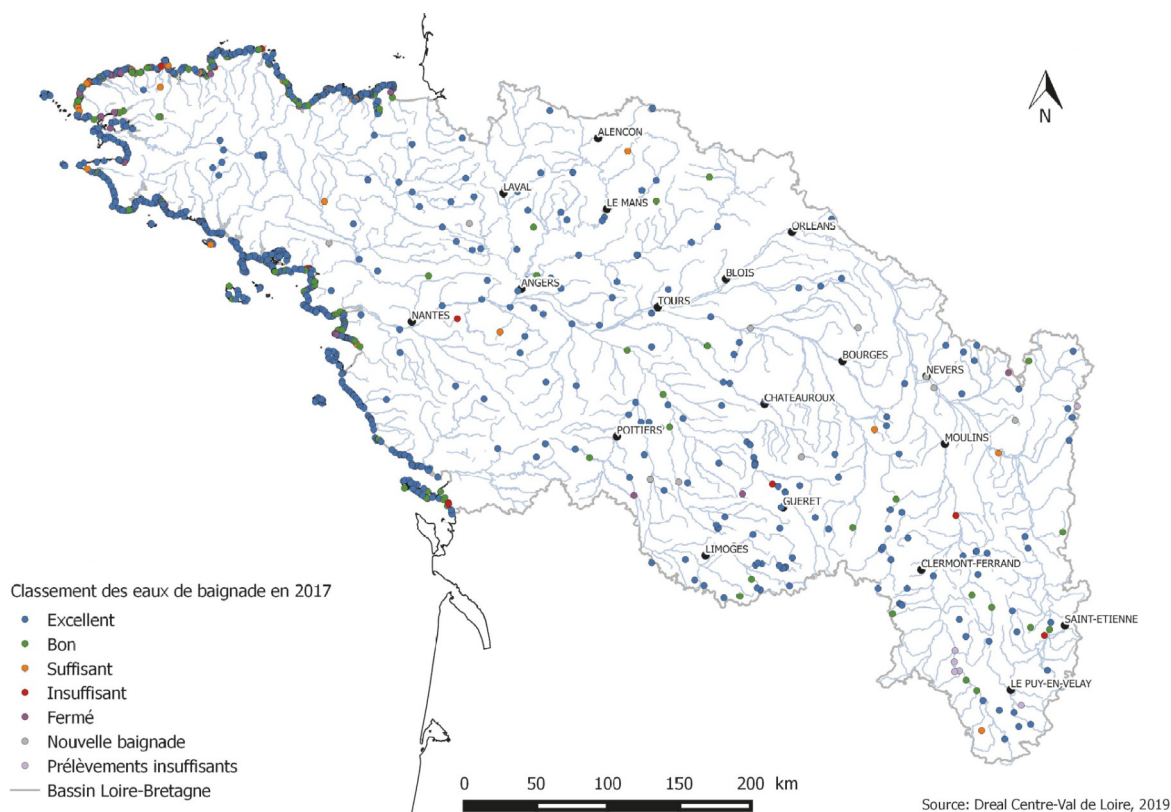 N
ALENCON
LAVAL
LE MANS
ORLEANS
BLOIS
ANGERS
TOURS
NANTES
BOURGES
NEVERS
CHATEAUROUX
POITIERS
MOULINS
GUERET
LIMOGES
CLERMONT-FERRAND
SAINT-ETIENNE
LE PUY-EN-VELAY
Classement des eaux de baignade en 2017
Excellent
Bon
Suffisant
Insuffisant
Fermé
Nouvelle baignade
Prélèvements insuffisants
Bassin Loire-Bretagne
0 50 100 150 200 km
Source: Dreal Centre-Val de Loire, 2019